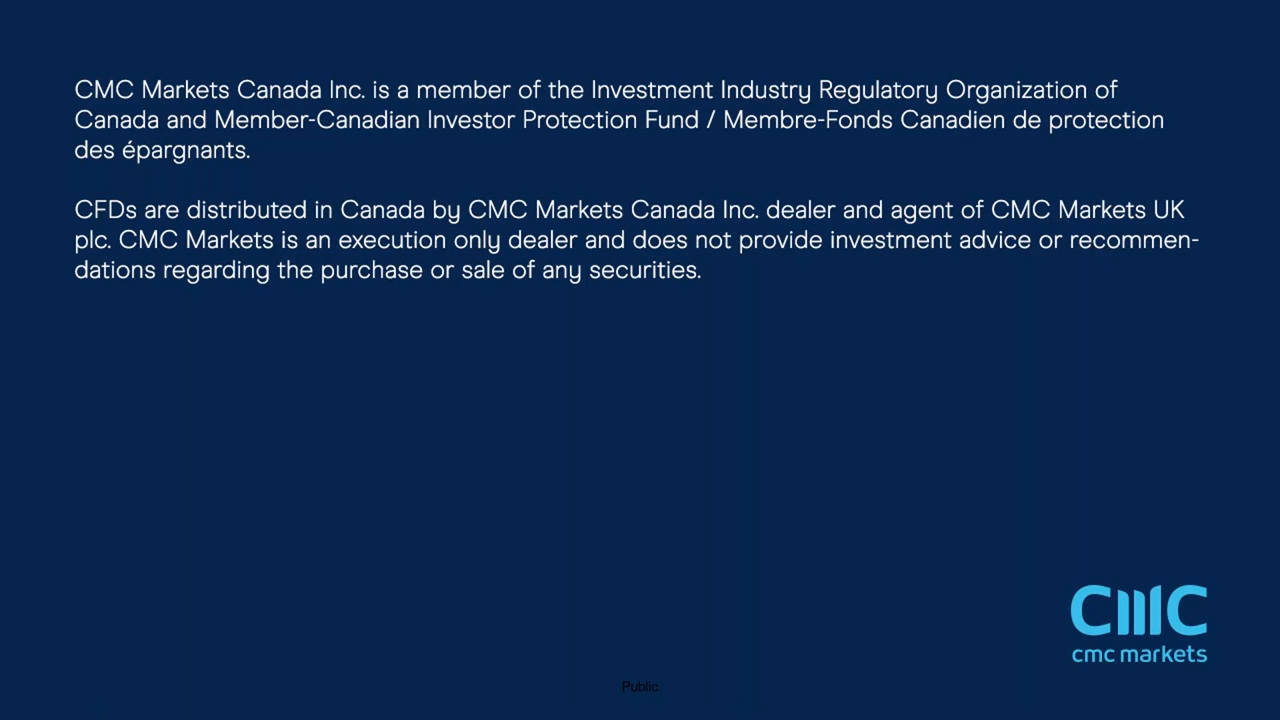 CMC Markets Canada Inc. is a member of the Investment Industry Regulatory Organization of
Canada and Member-Canadian Investor Protection Fund / Membre-Fonds Canadien de protection
des épargnants.
CFDs are distributed in Canada by CMC Markets Canada Inc. dealer and agent of CMC Markets UK
plc. CMC Markets is an execution only dealer and does not provide investment advice or recommen-
dations regarding the purchase or sale of any securities.
CMC
cmc markets
Public